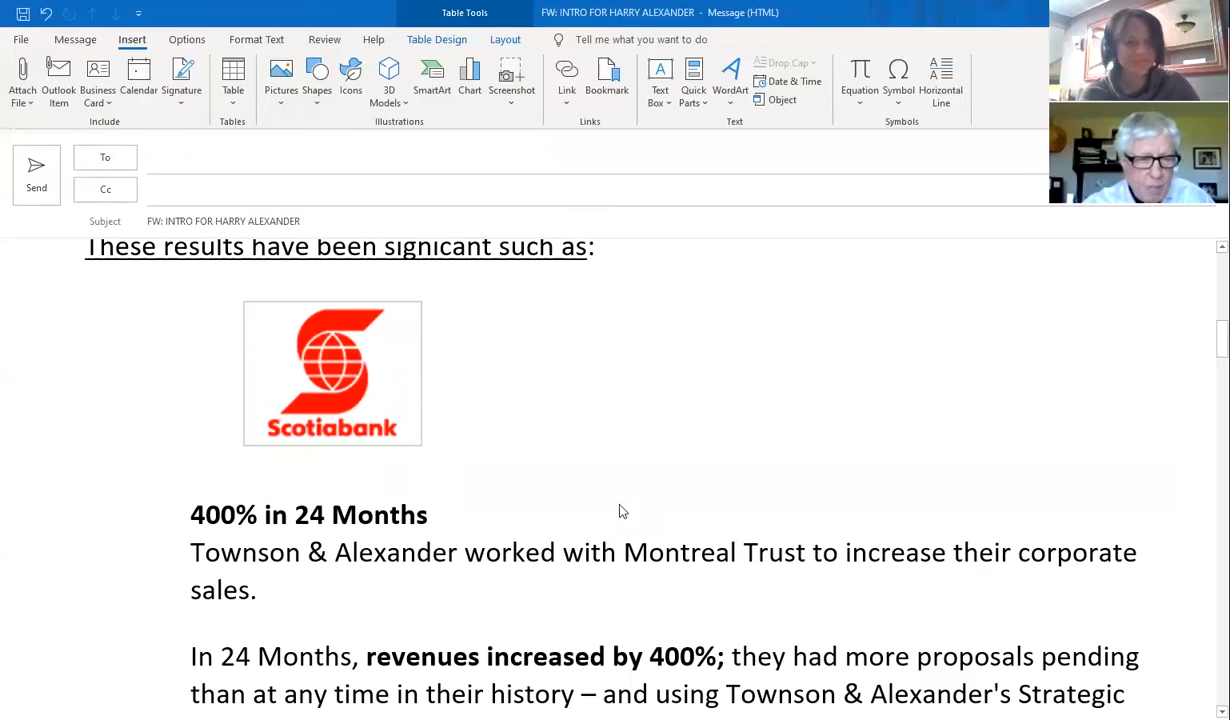 Table Tools
FW: INTRO FOR HARRY ALEXANDER - Message (HTML)
File Message Insert Options Format Text Review Help Table Design Layout Tell me what you want to do
Attach File Outlook Item Business Card Calendar Signature Table Pictures Shapes Icons 3D Models SmartArt Chart Screenshot Link Bookmark Text Box Quick Parts WordArt Drop Cap Date & Time Object Equation Symbol Horizontal Line
Include Tables Illustrations Links Text Symbols
To
Send
Cc
Subject FW: INTRO FOR HARRY ALEXANDER
These results have been signicant such as:
Scotiabank
400% in 24 Months
Townson & Alexander worked with Montreal Trust to increase their corporate
sales.
In 24 Months, revenues increased by 400%; they had more proposals pending
than at any time in their history – and using Townson & Alexander's Strategic